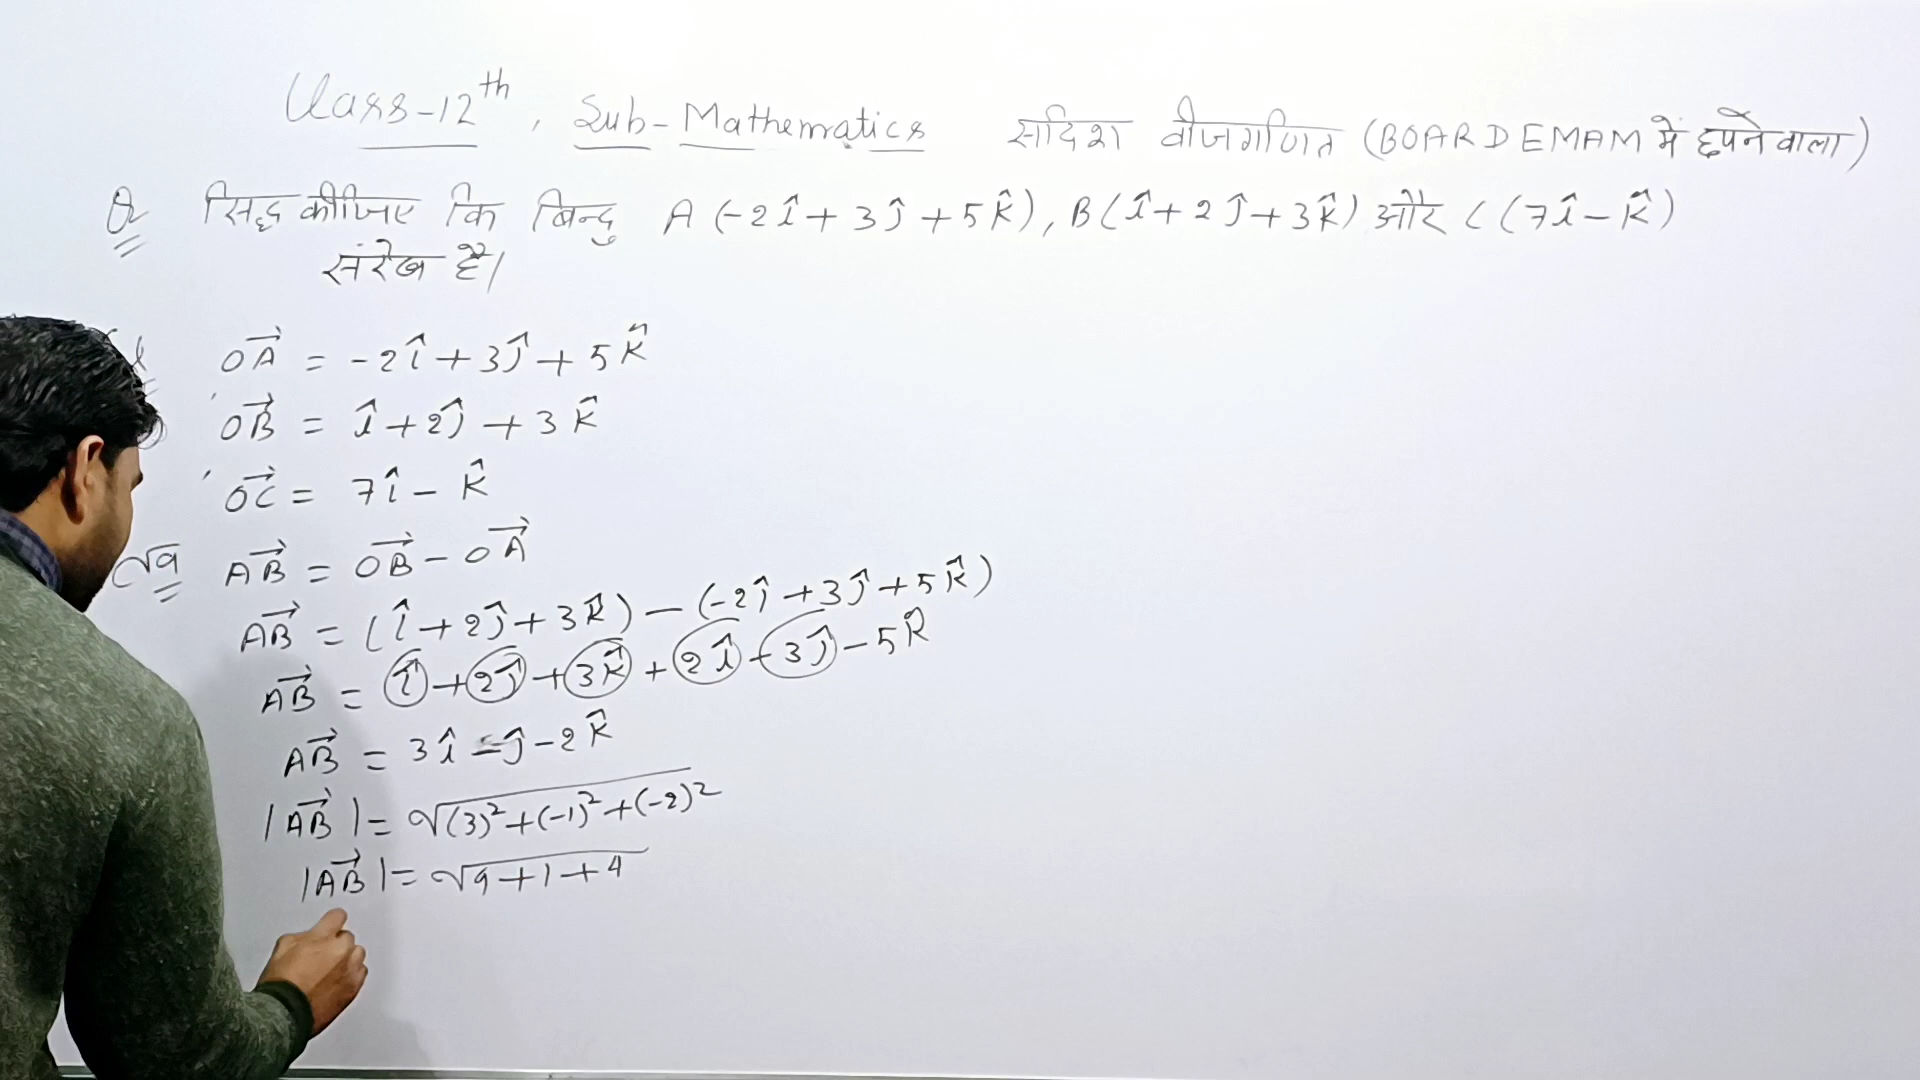 Class-12th, Sub-Mathematics सदिश बीजगणित (BOARD EMAM में छपने वाला)
Q सिद्ध कीजिए कि बिन्दु A (-2î + 3ĵ + 5k̂), B(î + 2ĵ + 3k̂) और C (7î - k̂)
संरेख है।
OA⃗ = -2î + 3ĵ + 5k̂
OB⃗ = î + 2ĵ + 3k̂
OC⃗ = 7î - k̂
तब AB⃗ = OB⃗ - OA⃗
AB⃗ = (î + 2ĵ + 3k̂) - (-2î + 3ĵ + 5k̂)
AB⃗ = î + 2ĵ + 3k̂ + 2î - 3ĵ - 5k̂
AB⃗ = 3î - ĵ - 2k̂
|AB⃗| = √(3)² + (-1)² + (-2)²
|AB⃗| = √9 + 1 + 4